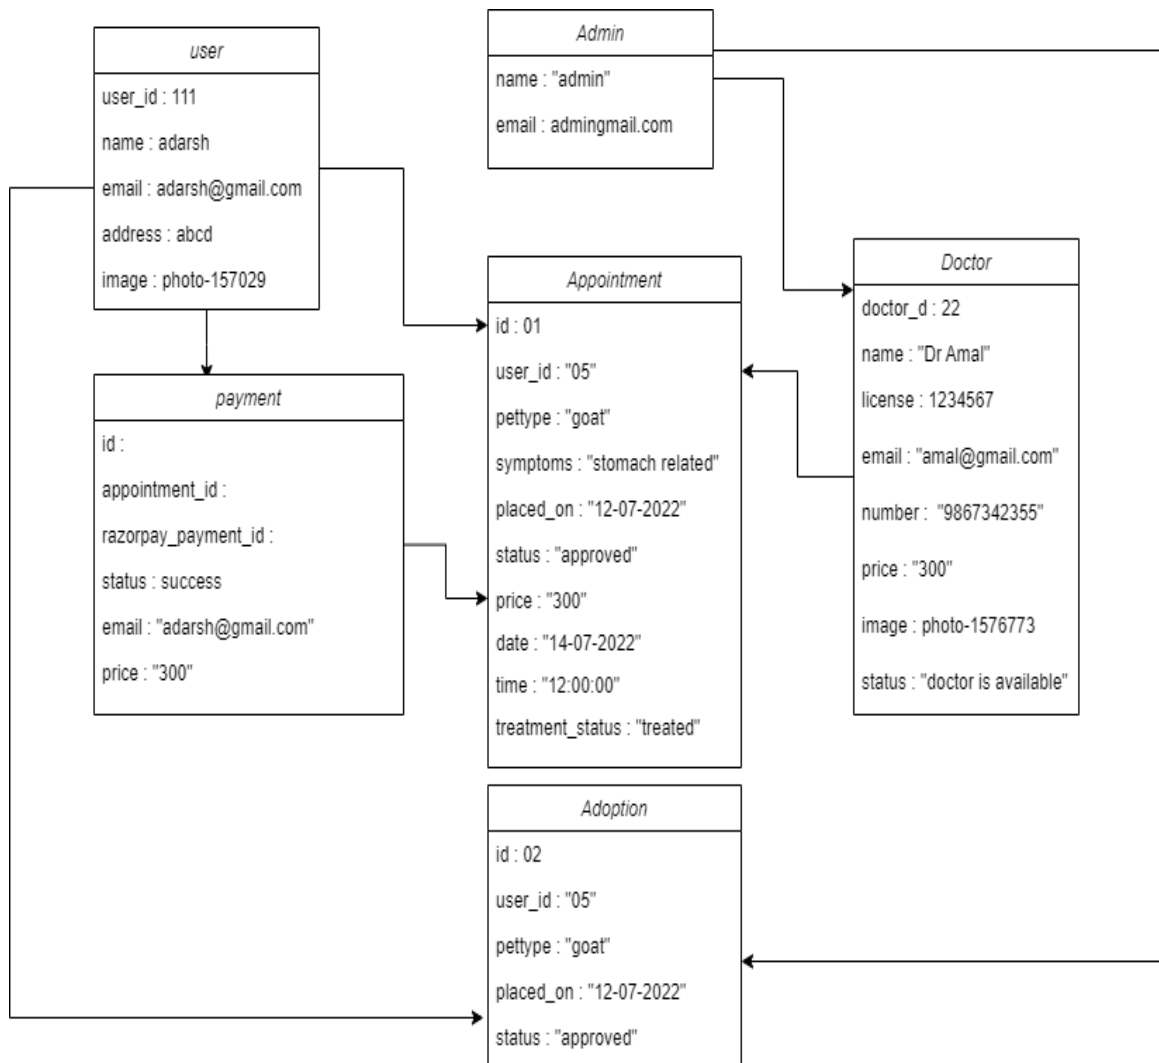 user
user_id : 111
name : adarsh
email : adarsh@gmail.com
address : abcd
image : photo-157029
Admin
name : "admin"
email : admingmail.com
payment
id :
appointment_id :
razorpay_payment_id :
status : success
email : "adarsh@gmail.com"
price : "300"
Appointment
id : 01
user_id : "05"
pettype : "goat"
symptoms : "stomach related"
placed_on : "12-07-2022"
status : "approved"
price : "300"
date : "14-07-2022"
time : "12:00:00"
treatment_status : "treated"
Doctor
doctor_d : 22
name : "Dr Amal"
license : 1234567
email : "amal@gmail.com"
number :  "9867342355"
price : "300"
image : photo-1576773
status : "doctor is available"
Adoption
id : 02
user_id : "05"
pettype : "goat"
placed_on : "12-07-2022"
status : "approved"